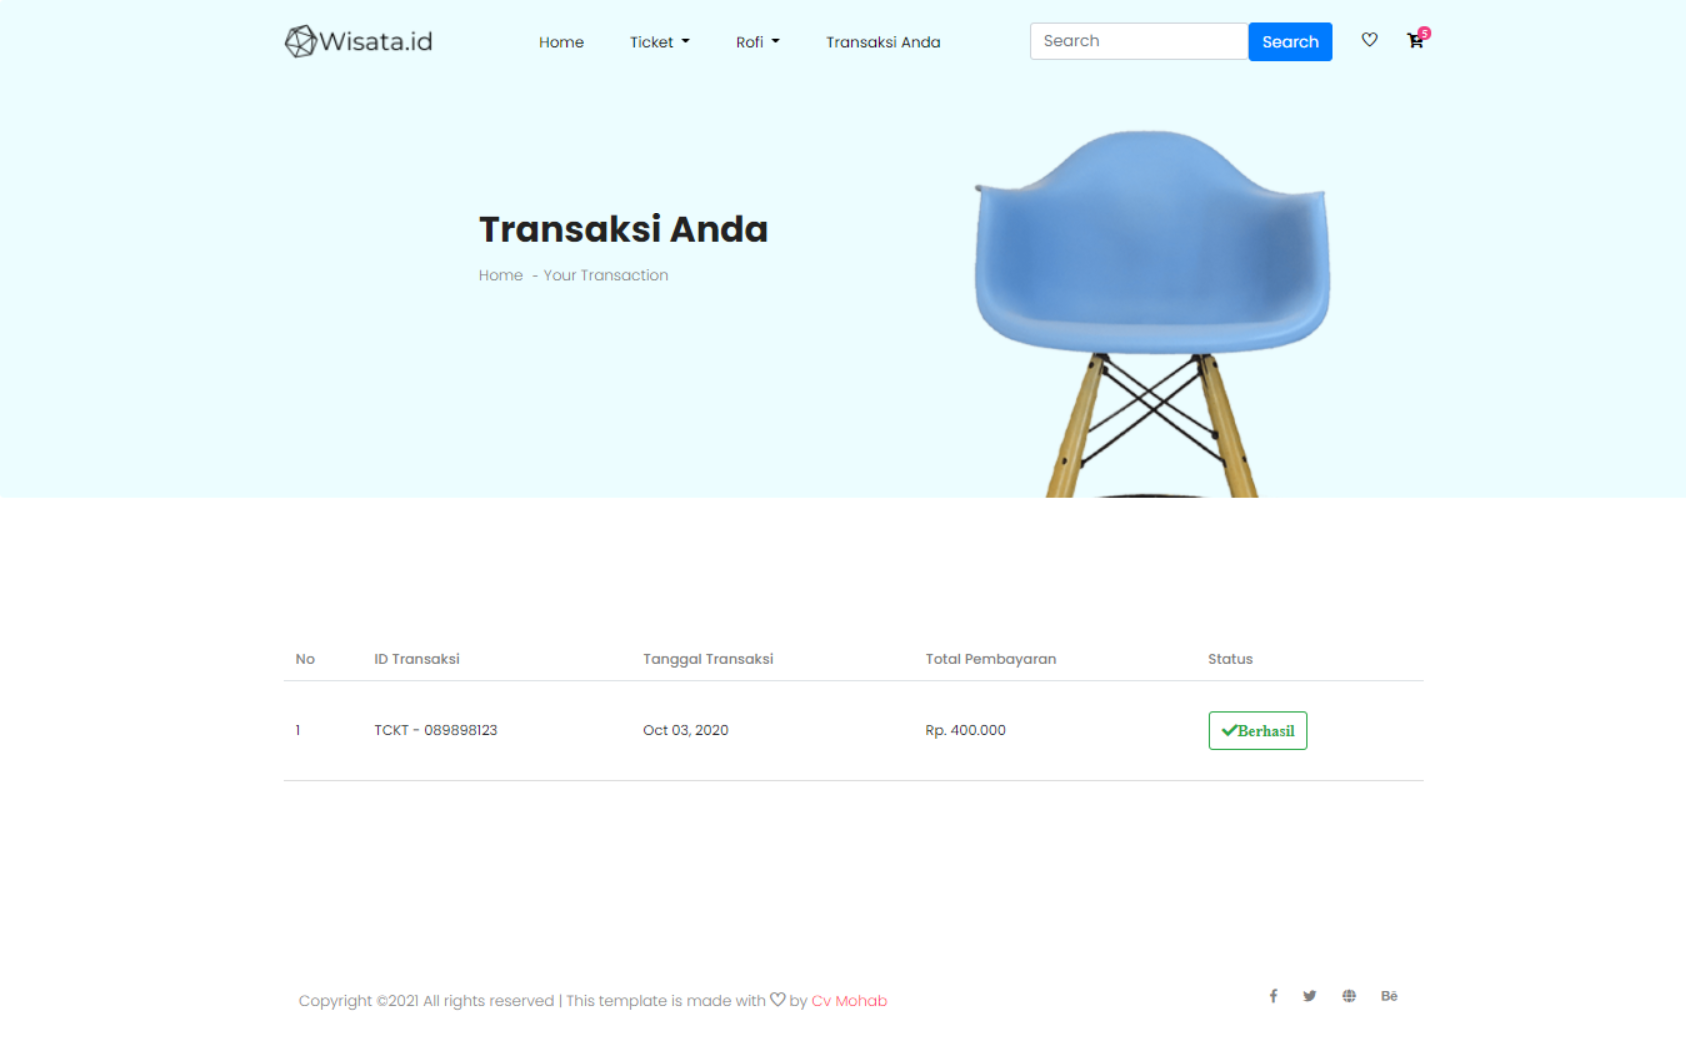 Wisata.id Home Ticket Rofi Transaksi Anda Search Search 5
Transaksi Anda
Home - Your Transaction
No ID Transaksi Tanggal Transaksi Total Pembayaran Status
1 TCKT - 089898123 Oct 03, 2020 Rp. 400.000 Berhasil
Copyright ©2021 All rights reserved | This template is made with ♡ by Cv Mohab